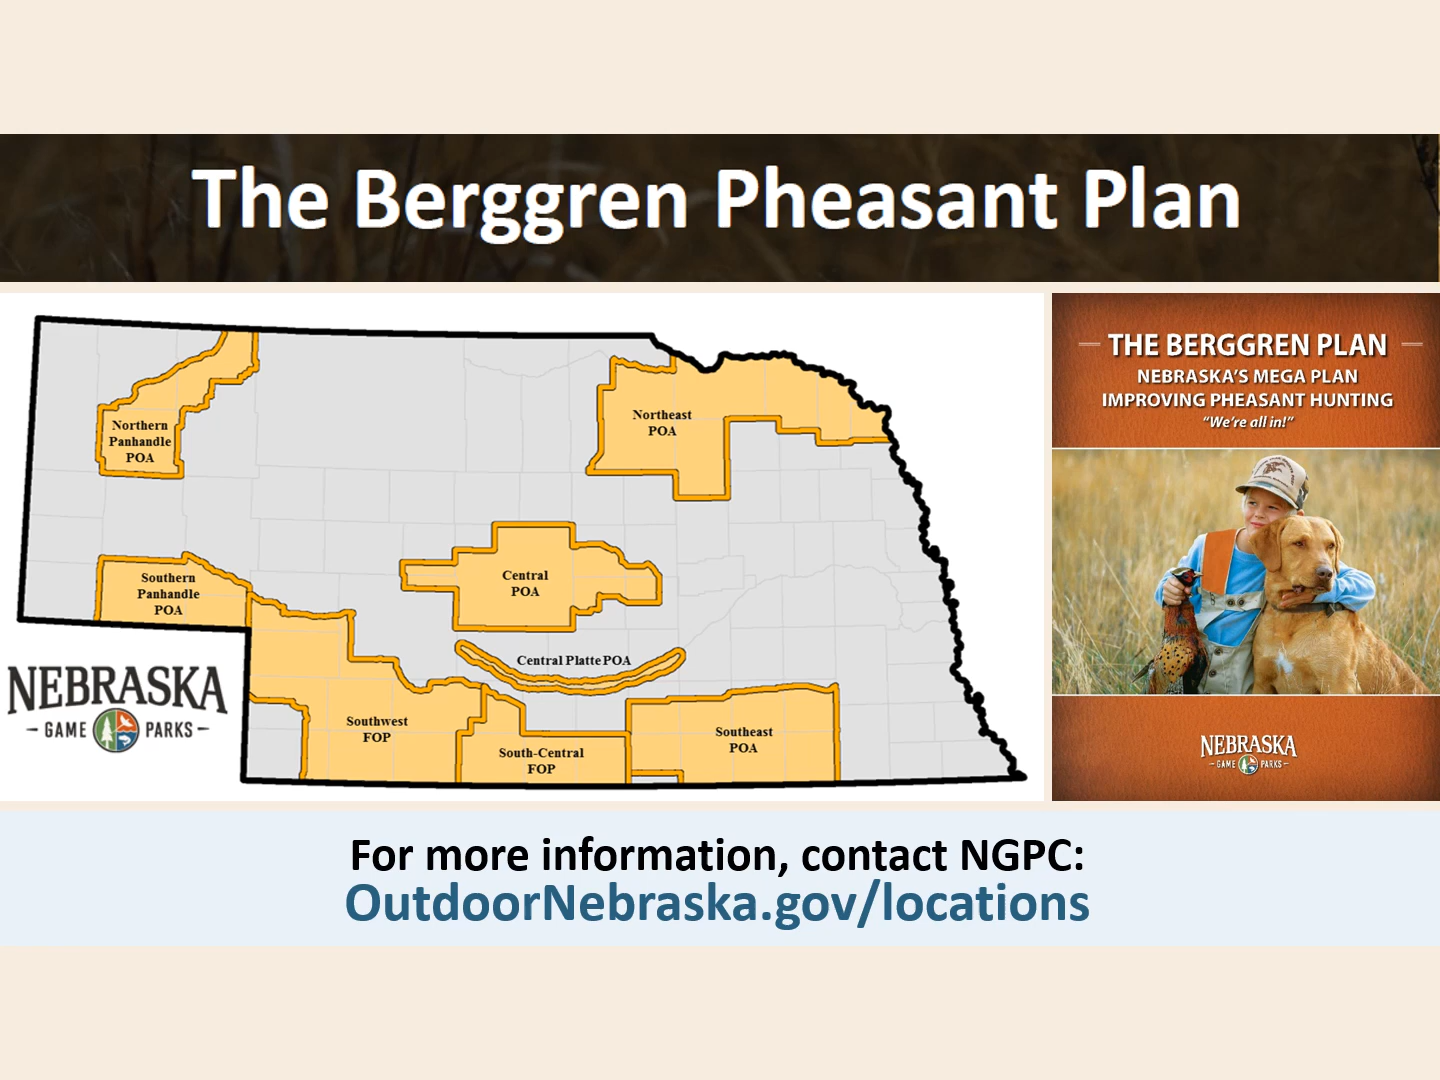 The Berggren Pheasant Plan
Northern
Panhandle
POA
Northeast
POA
Southern
Panhandle
POA
Central
POA
Central Platte POA
Southwest
FOP
South-Central
FOP
Southeast
POA
NEBRASKA
GAME PARKS
THE BERGGREN PLAN
NEBRASKA'S MEGA PLAN
IMPROVING PHEASANT HUNTING
"We're all in!"
NEBRASKA
GAME PARKS
For more information, contact NGPC:
OutdoorNebraska.gov/locations